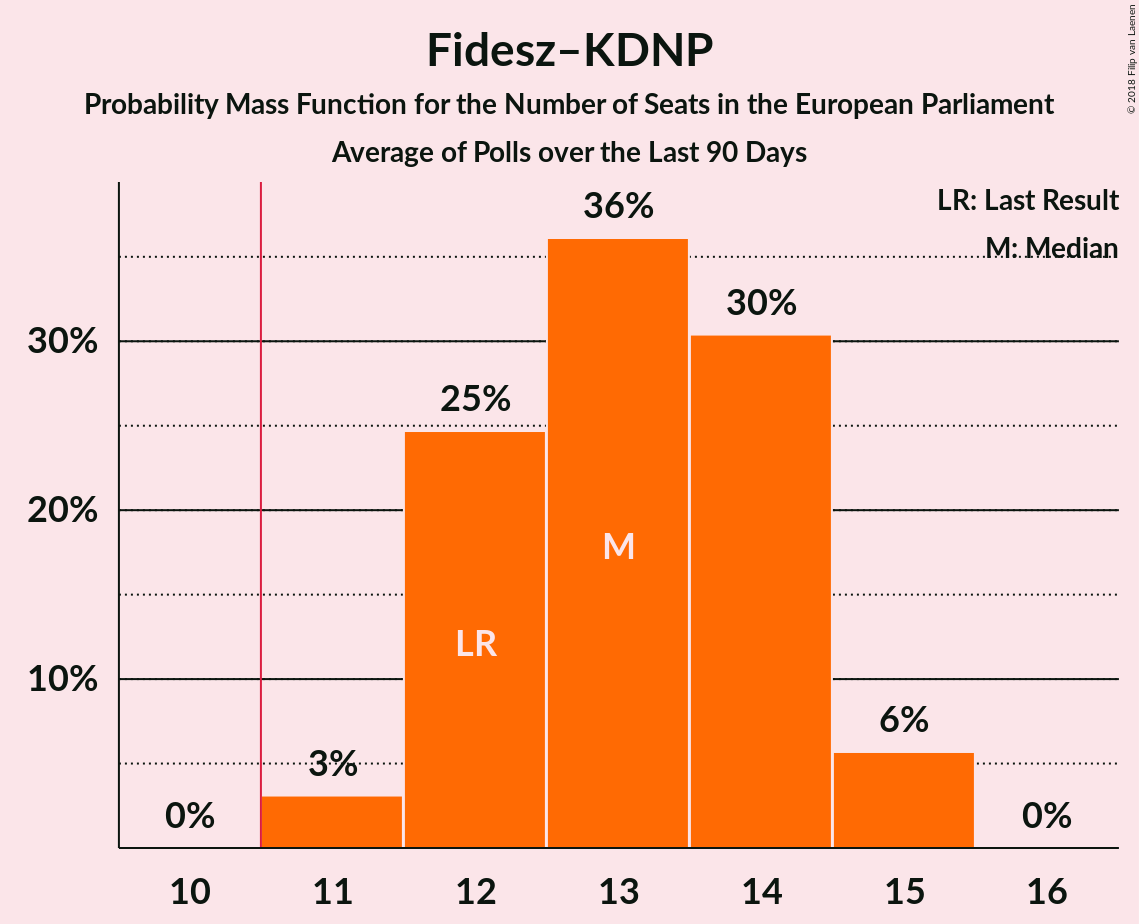 Fidesz–KDNP
Probability Mass Function for the Number of Seats in the European Parliament
Average of Polls over the Last 90 Days
© 2018 Filip van Laenen
LR: Last Result
M: Median
36%
30%
25%
6%
3%
0%
0%
30%
20%
10%
M
LR
10 11 12 13 14 15 16